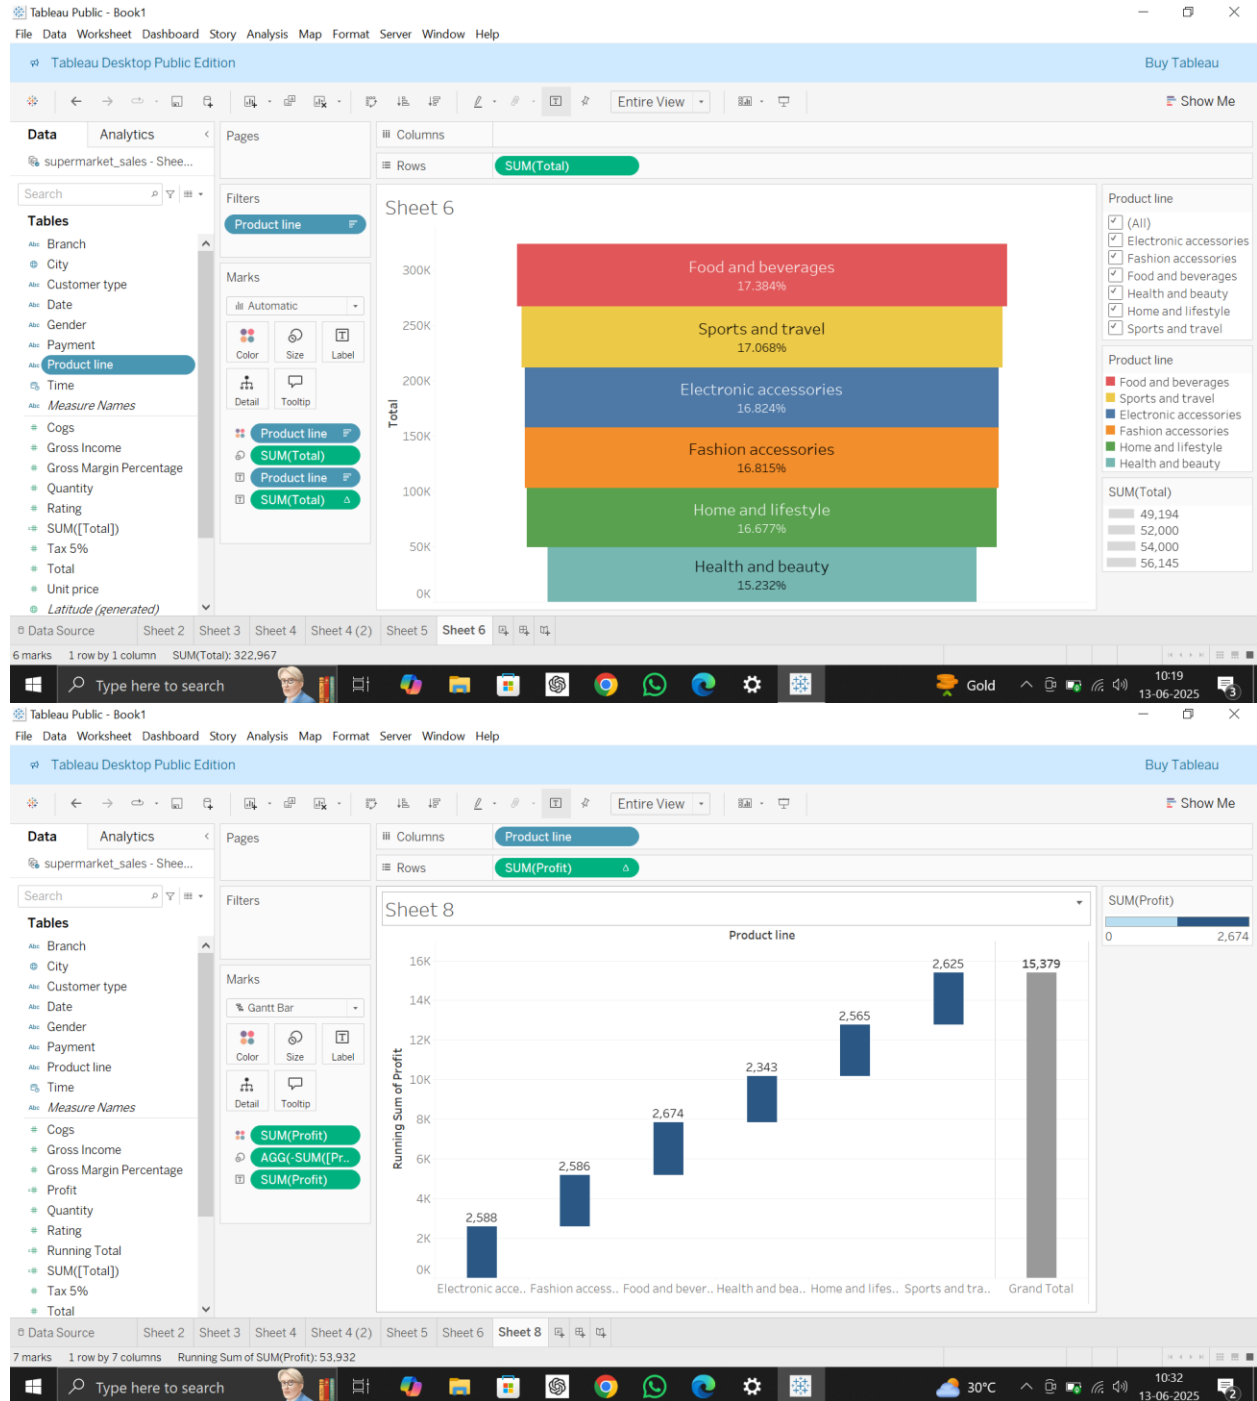 Tableau Public - Book1
File Data Worksheet Dashboard Story Analysis Map Format Server Window Help
Tableau Desktop Public Edition
Buy Tableau
Entire View
Show Me
Data Analytics
supermarket_sales - Shee...
Search
Tables
Abc Branch
City
Abc Customer type
Abc Date
Abc Gender
Abc Payment
Abc Product line
Time
Abc Measure Names
# Cogs
# Gross Income
# Gross Margin Percentage
# Quantity
# Rating
=# SUM([Total])
# Tax 5%
# Total
# Unit price
Latitude (generated)
Pages
Filters
Product line
Marks
Automatic
Color Size Label
Detail Tooltip
Product line
SUM(Total)
Product line
SUM(Total)
Columns
Rows SUM(Total)
Sheet 6
Total
300K
250K
200K
150K
100K
50K
0K
Food and beverages
17.384%
Sports and travel
17.068%
Electronic accessories
16.824%
Fashion accessories
16.815%
Home and lifestyle
16.677%
Health and beauty
15.232%
Product line
(All)
Electronic accessories
Fashion accessories
Food and beverages
Health and beauty
Home and lifestyle
Sports and travel
Product line
Food and beverages
Sports and travel
Electronic accessories
Fashion accessories
Home and lifestyle
Health and beauty
SUM(Total)
49,194
52,000
54,000
56,145
Data Source Sheet 2 Sheet 3 Sheet 4 Sheet 4 (2) Sheet 5 Sheet 6
6 marks 1 row by 1 column SUM(Total): 322,967
Type here to search
Gold
10:19
13-06-2025
3
Tableau Public - Book1
File Data Worksheet Dashboard Story Analysis Map Format Server Window Help
Tableau Desktop Public Edition
Buy Tableau
Entire View
Show Me
Data Analytics
supermarket_sales - Shee...
Search
Tables
Abc Branch
City
Abc Customer type
Abc Date
Abc Gender
Abc Payment
Abc Product line
Time
Abc Measure Names
# Cogs
# Gross Income
# Gross Margin Percentage
=# Profit
# Quantity
# Rating
=# Running Total
=# SUM([Total])
# Tax 5%
# Total
Pages
Filters
Marks
Gantt Bar
Color Size Label
Detail Tooltip
SUM(Profit)
AGG(-SUM([Pr..
SUM(Profit)
Columns Product line
Rows SUM(Profit)
Sheet 8
Product line
Running Sum of Profit
16K
14K
12K
10K
8K
6K
4K
2K
0K
2,588
2,586
2,674
2,343
2,565
2,625
15,379
Electronic acce.. Fashion access.. Food and bever.. Health and bea.. Home and lifes.. Sports and tra.. Grand Total
SUM(Profit)
0 2,674
Data Source Sheet 2 Sheet 3 Sheet 4 Sheet 4 (2) Sheet 5 Sheet 6 Sheet 8
7 marks 1 row by 7 columns Running Sum of SUM(Profit): 53,932
Type here to search
30°C
10:32
13-06-2025
2